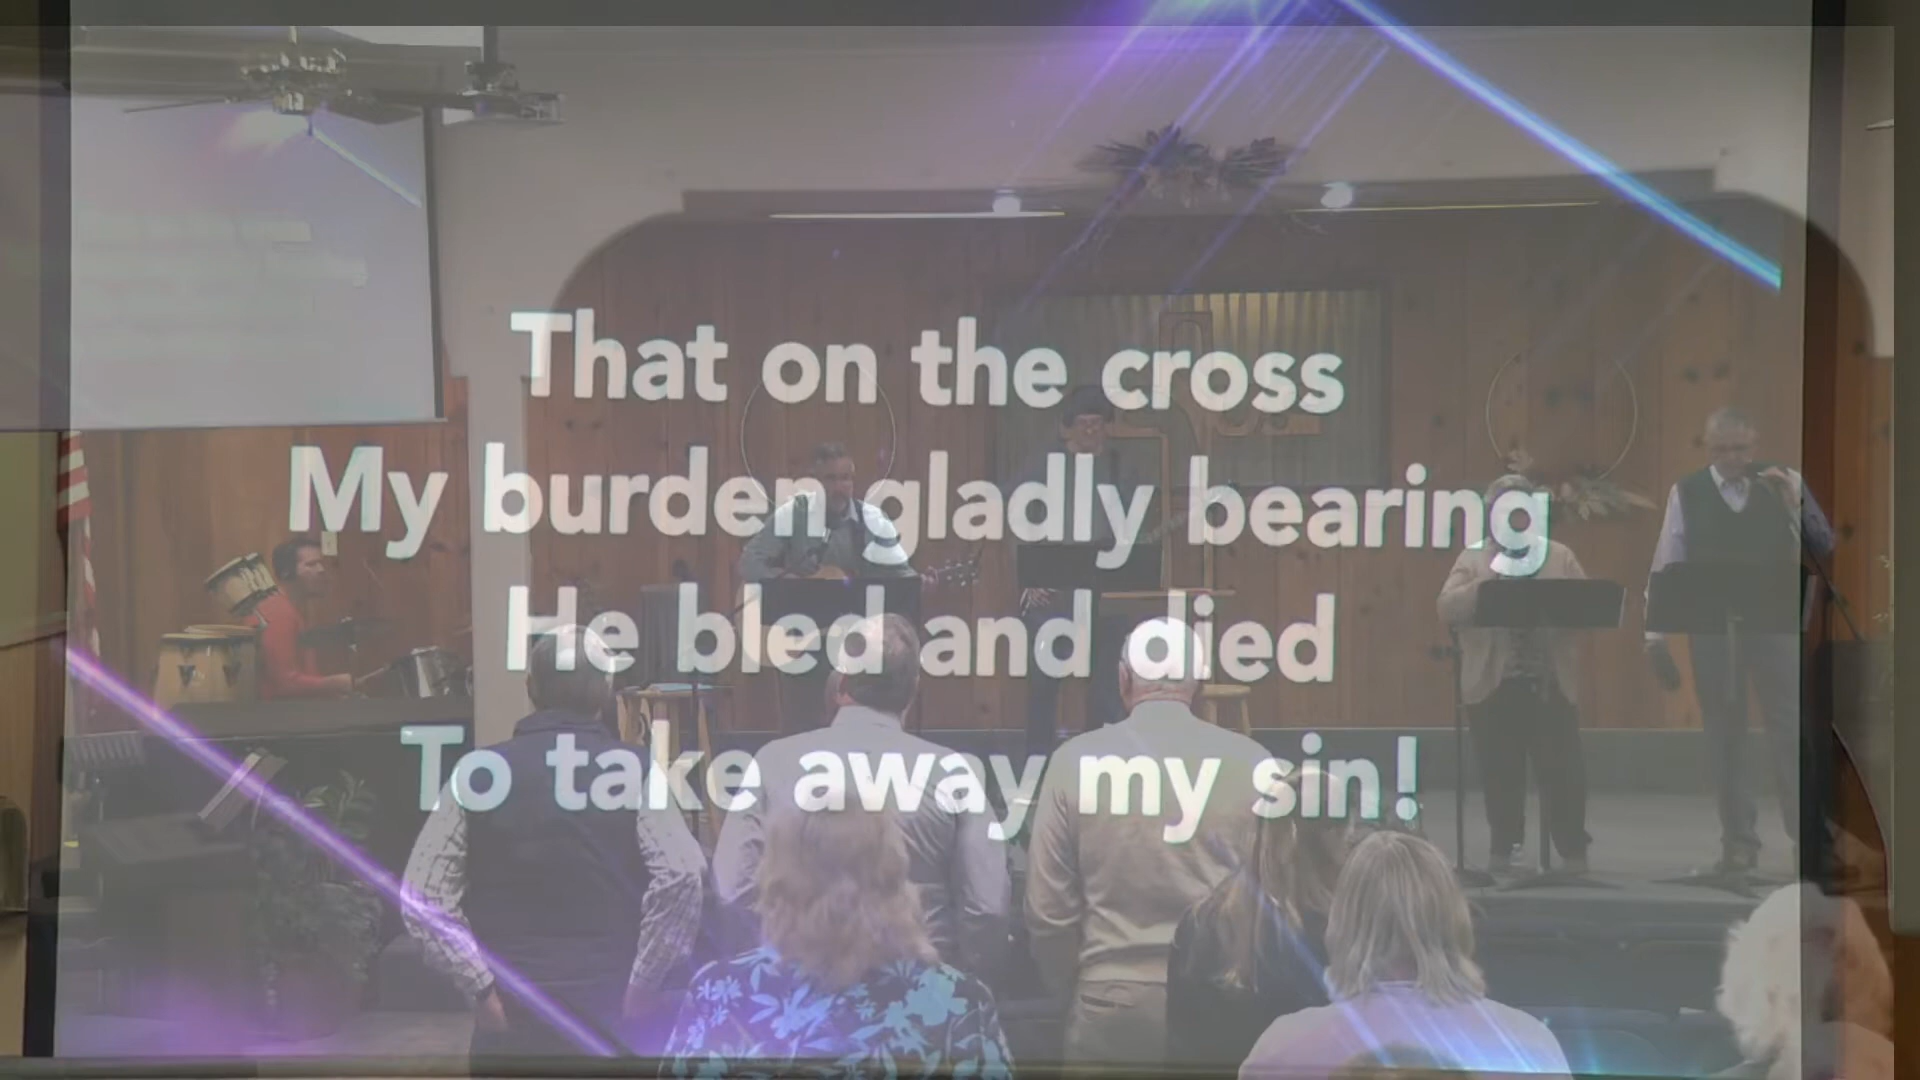 That on the cross
My burden gladly bearing
He bled and died
To take away my sin!